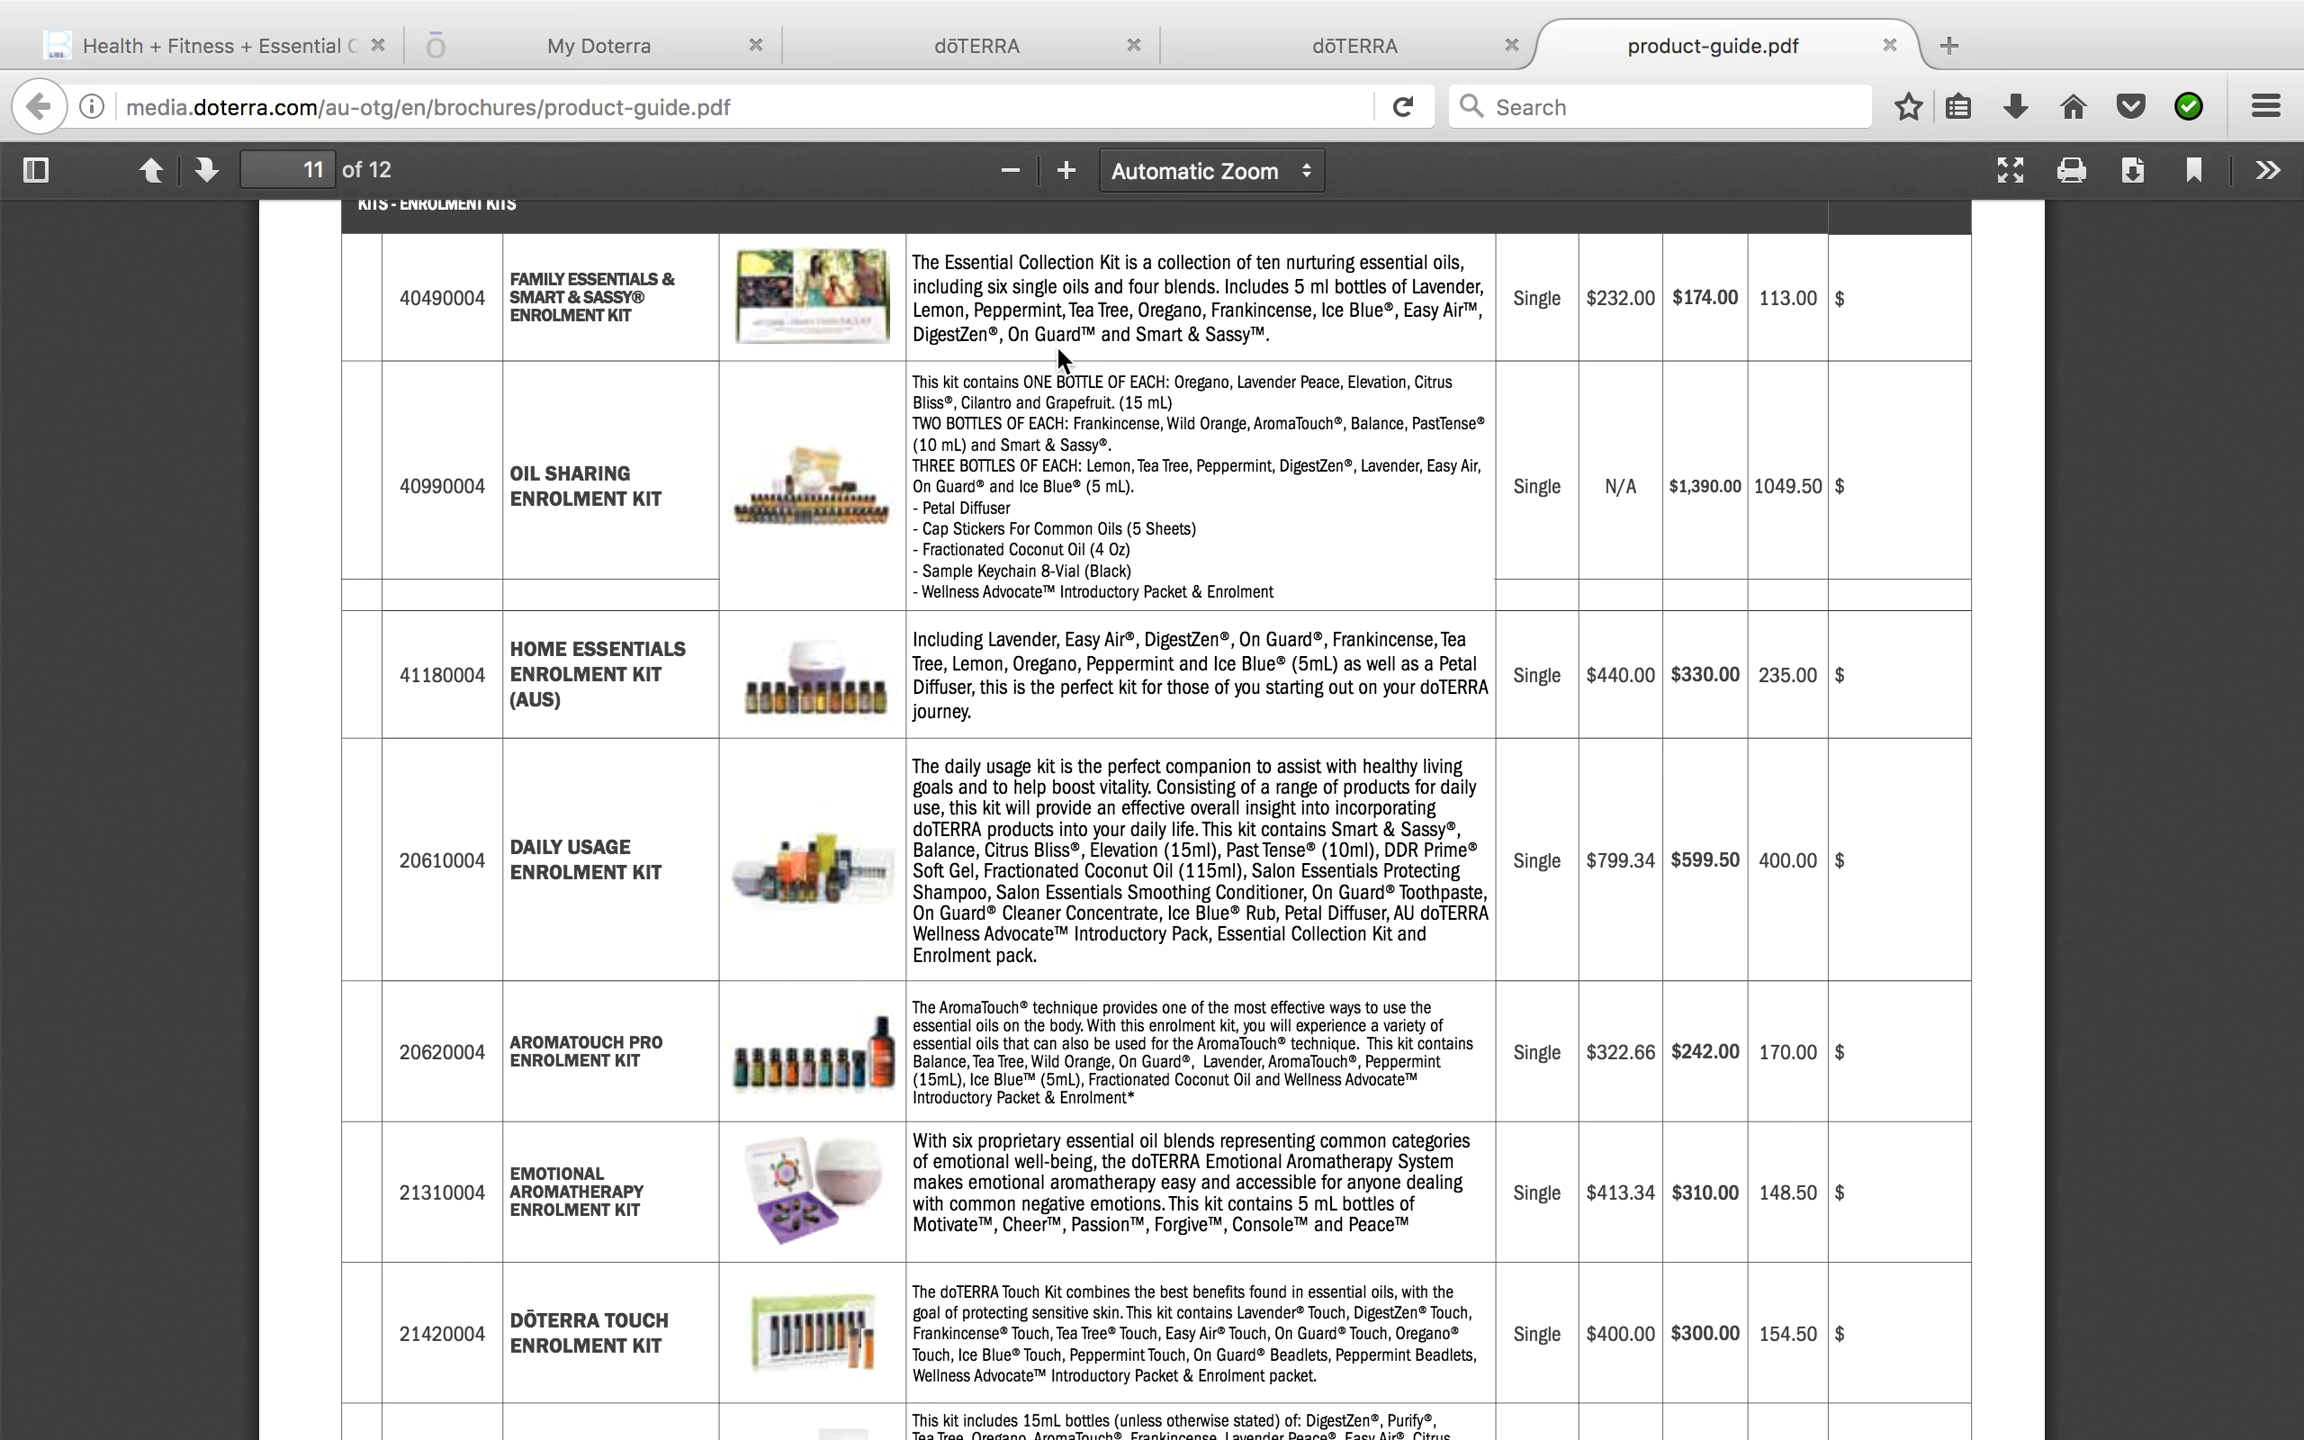 Health + Fitness + Essential C
My Doterra
dōTERRA
dōTERRA
product-guide.pdf
media.doterra.com/au-otg/en/brochures/product-guide.pdf
Search
11 of 12
Automatic Zoom
KITS - ENROLMENT KITS
40490004
FAMILY ESSENTIALS &
SMART & SASSY®
ENROLMENT KIT
The Essential Collection Kit is a collection of ten nurturing essential oils,
including six single oils and four blends. Includes 5 ml bottles of Lavender,
Lemon, Peppermint, Tea Tree, Oregano, Frankincense, Ice Blue®, Easy Air™,
DigestZen®, On Guard™ and Smart & Sassy™.
Single $232.00 $174.00 113.00 $
40990004
OIL SHARING
ENROLMENT KIT
This kit contains ONE BOTTLE OF EACH: Oregano, Lavender Peace, Elevation, Citrus
Bliss®, Cilantro and Grapefruit. (15 mL)
TWO BOTTLES OF EACH: Frankincense, Wild Orange, AromaTouch®, Balance, PastTense®
(10 mL) and Smart & Sassy®.
THREE BOTTLES OF EACH: Lemon, Tea Tree, Peppermint, DigestZen®, Lavender, Easy Air,
On Guard® and Ice Blue® (5 mL).
- Petal Diffuser
- Cap Stickers For Common Oils (5 Sheets)
- Fractionated Coconut Oil (4 Oz)
- Sample Keychain 8-Vial (Black)
- Wellness Advocate™ Introductory Packet & Enrolment
Single N/A $1,390.00 1049.50 $
41180004
HOME ESSENTIALS
ENROLMENT KIT
(AUS)
Including Lavender, Easy Air®, DigestZen®, On Guard®, Frankincense, Tea
Tree, Lemon, Oregano, Peppermint and Ice Blue® (5mL) as well as a Petal
Diffuser, this is the perfect kit for those of you starting out on your doTERRA
journey.
Single $440.00 $330.00 235.00 $
20610004
DAILY USAGE
ENROLMENT KIT
The daily usage kit is the perfect companion to assist with healthy living
goals and to help boost vitality. Consisting of a range of products for daily
use, this kit will provide an effective overall insight into incorporating
doTERRA products into your daily life. This kit contains Smart & Sassy®,
Balance, Citrus Bliss®, Elevation (15ml), Past Tense® (10ml), DDR Prime®
Soft Gel, Fractionated Coconut Oil (115ml), Salon Essentials Protecting
Shampoo, Salon Essentials Smoothing Conditioner, On Guard® Toothpaste,
On Guard® Cleaner Concentrate, Ice Blue® Rub, Petal Diffuser, AU doTERRA
Wellness Advocate™ Introductory Pack, Essential Collection Kit and
Enrolment pack.
Single $799.34 $599.50 400.00 $
20620004
AROMATOUCH PRO
ENROLMENT KIT
The AromaTouch® technique provides one of the most effective ways to use the
essential oils on the body. With this enrolment kit, you will experience a variety of
essential oils that can also be used for the AromaTouch® technique. This kit contains
Balance, Tea Tree, Wild Orange, On Guard®, Lavender, AromaTouch®, Peppermint
(15mL), Ice Blue™ (5mL), Fractionated Coconut Oil and Wellness Advocate™
Introductory Packet & Enrolment*
Single $322.66 $242.00 170.00 $
21310004
EMOTIONAL
AROMATHERAPY
ENROLMENT KIT
With six proprietary essential oil blends representing common categories
of emotional well-being, the doTERRA Emotional Aromatherapy System
makes emotional aromatherapy easy and accessible for anyone dealing
with common negative emotions. This kit contains 5 mL bottles of
Motivate™, Cheer™, Passion™, Forgive™, Console™ and Peace™
Single $413.34 $310.00 148.50 $
21420004
DŌTERRA TOUCH
ENROLMENT KIT
The doTERRA Touch Kit combines the best benefits found in essential oils, with the
goal of protecting sensitive skin. This kit contains Lavender® Touch, DigestZen® Touch,
Frankincense® Touch, Tea Tree® Touch, Easy Air® Touch, On Guard® Touch, Oregano®
Touch, Ice Blue® Touch, Peppermint Touch, On Guard® Beadlets, Peppermint Beadlets,
Wellness Advocate™ Introductory Packet & Enrolment packet.
Single $400.00 $300.00 154.50 $
This kit includes 15mL bottles (unless otherwise stated) of: DigestZen®, Purify®,
Tea Tree, Oregano, AromaTouch®, Frankincense, Lavender Peace®, Easy Air®, Citrus